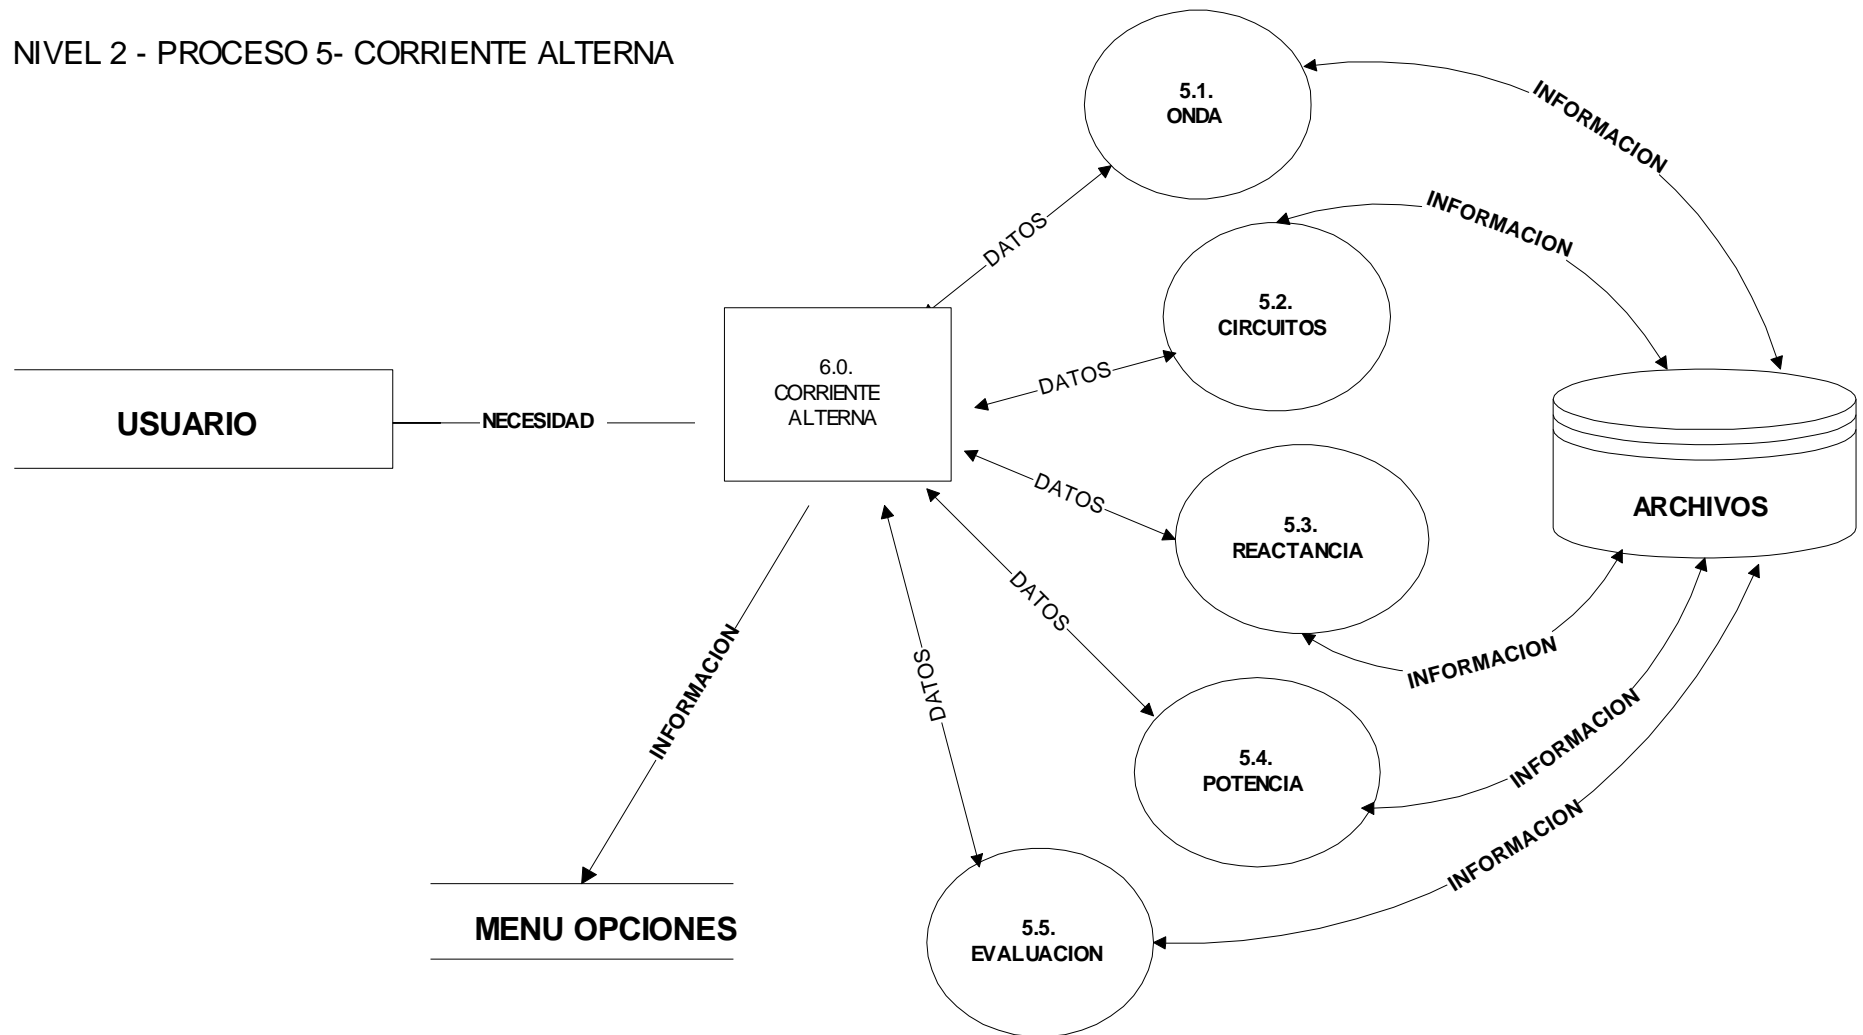 NIVEL 2 - PROCESO 5- CORRIENTE ALTERNA
5.1.
ONDA
INFORMACION
DATOS
INFORMACION
5.2.
CIRCUITOS
6.0.
CORRIENTE
ALTERNA
DATOS
USUARIO
NECESIDAD
DATOS
5.3.
REACTANCIA
ARCHIVOS
DATOS
INFORMACION
INFORMACION
DATOS
INFORMACION
5.4.
POTENCIA
INFORMACION
MENU OPCIONES
5.5.
EVALUACION